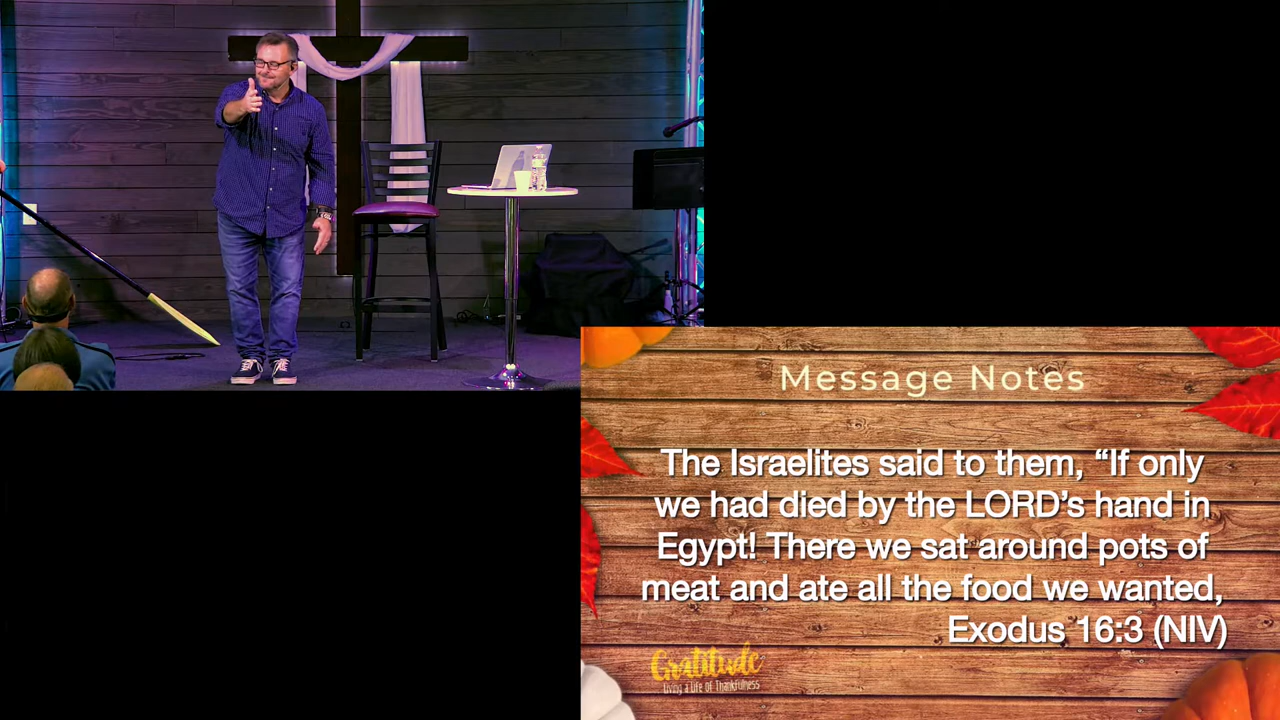 Message Notes
The Israelites said to them, “If only
we had died by the LORD’s hand in
Egypt! There we sat around pots of
meat and ate all the food we wanted,
Exodus 16:3 (NIV)
Gratitude
Living a Life of Thankfulness